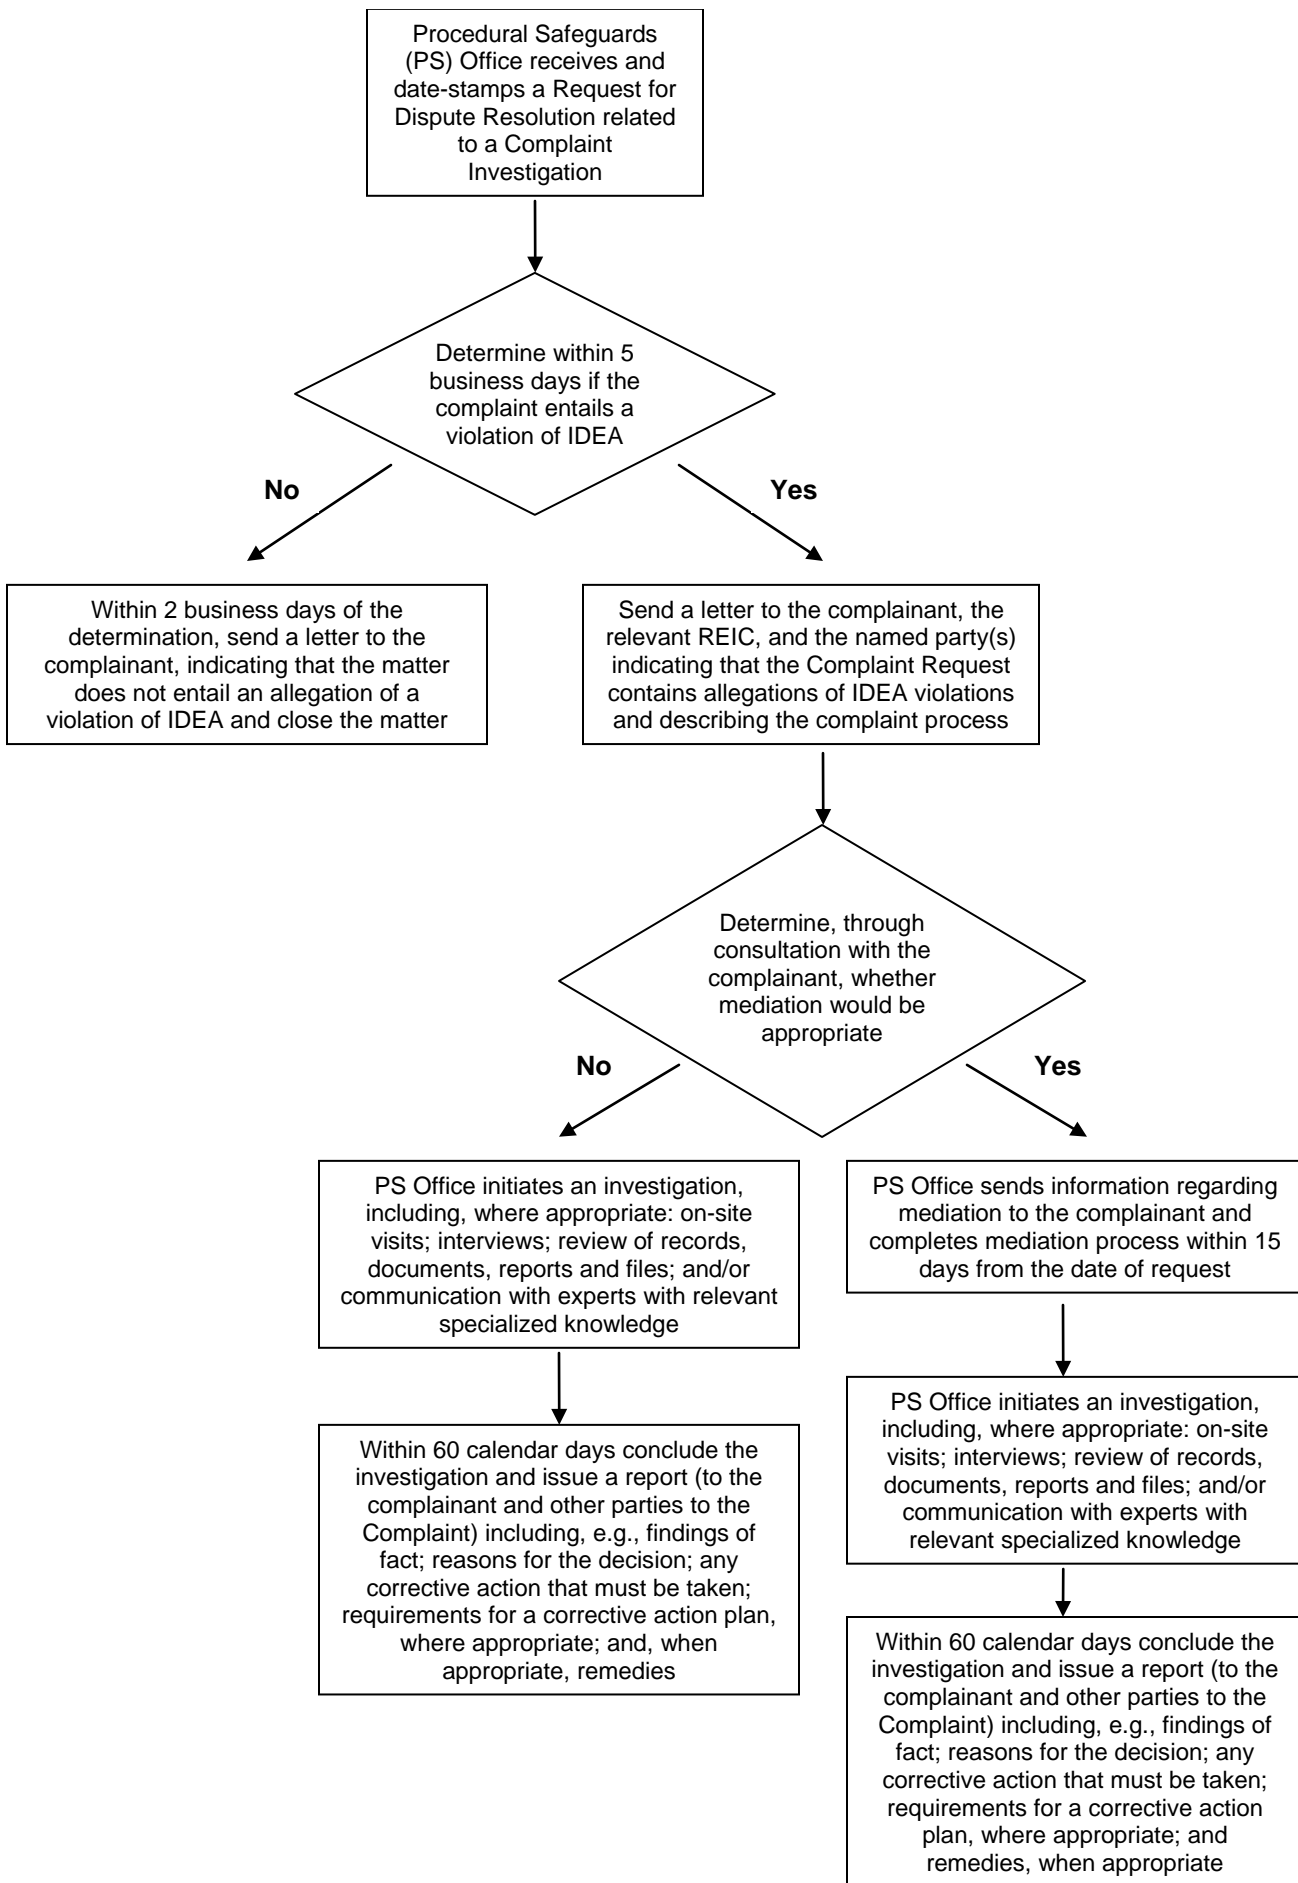 Procedural Safeguards
(PS) Office receives and
date-stamps a Request for
Dispute Resolution related
to a Complaint
Investigation
Determine within 5
business days if the
complaint entails a
violation of IDEA
No
Yes
Within 2 business days of the
determination, send a letter to the
complainant, indicating that the matter
does not entail an allegation of a
violation of IDEA and close the matter
Send a letter to the complainant, the
relevant REIC, and the named party(s)
indicating that the Complaint Request
contains allegations of IDEA violations
and describing the complaint process
Determine, through
consultation with the
complainant, whether
mediation would be
appropriate
No
Yes
PS Office initiates an investigation,
including, where appropriate: on-site
visits; interviews; review of records,
documents, reports and files; and/or
communication with experts with relevant
specialized knowledge
Within 60 calendar days conclude the
investigation and issue a report (to the
complainant and other parties to the
Complaint) including, e.g., findings of
fact; reasons for the decision; any
corrective action that must be taken;
requirements for a corrective action plan,
where appropriate; and, when
appropriate, remedies
PS Office sends information regarding
mediation to the complainant and
completes mediation process within 15
days from the date of request
PS Office initiates an investigation,
including, where appropriate: on-site
visits; interviews; review of records,
documents, reports and files; and/or
communication with experts with
relevant specialized knowledge
Within 60 calendar days conclude the
investigation and issue a report (to the
complainant and other parties to the
Complaint) including, e.g., findings of
fact; reasons for the decision; any
corrective action that must be taken;
requirements for a corrective action
plan, where appropriate; and
remedies, when appropriate